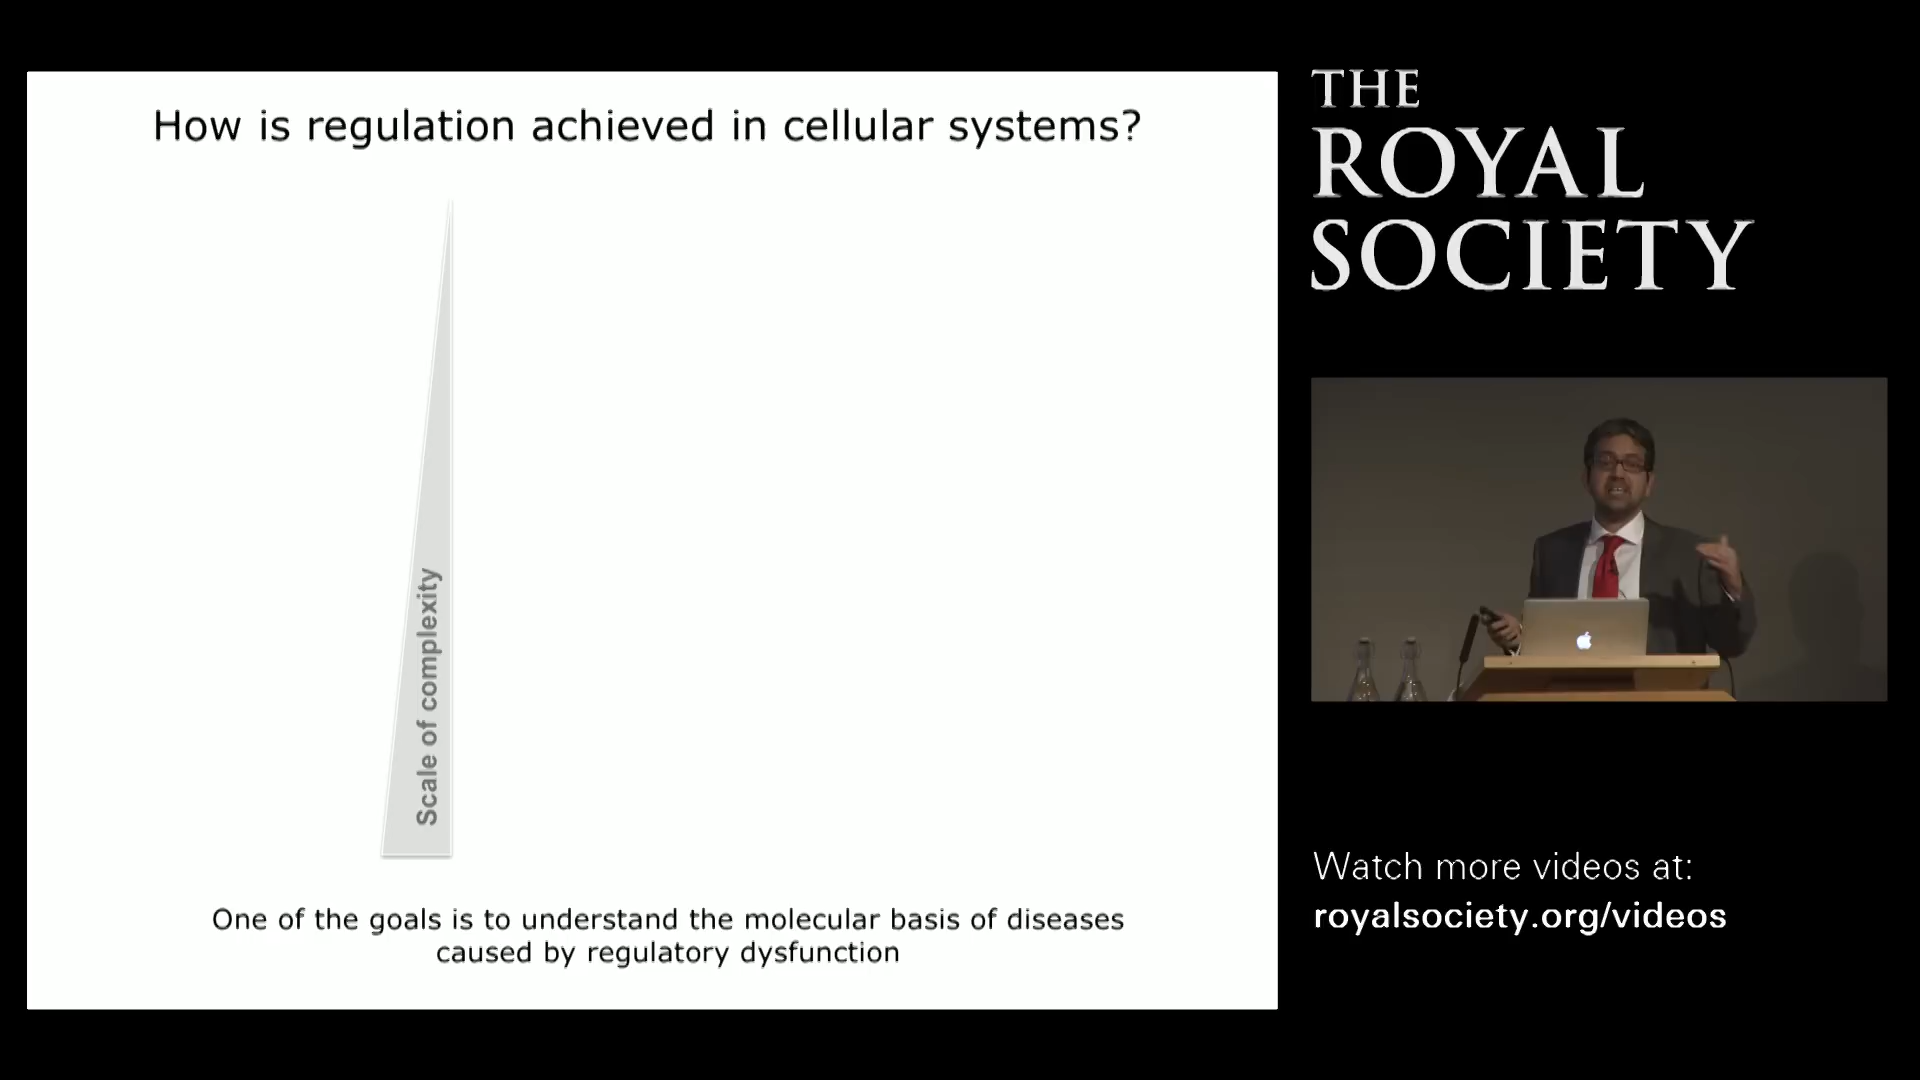 How is regulation achieved in cellular systems?
Scale of complexity
One of the goals is to understand the molecular basis of diseases
caused by regulatory dysfunction
THE
ROYAL
SOCIETY
Watch more videos at:
royalsociety.org/videos